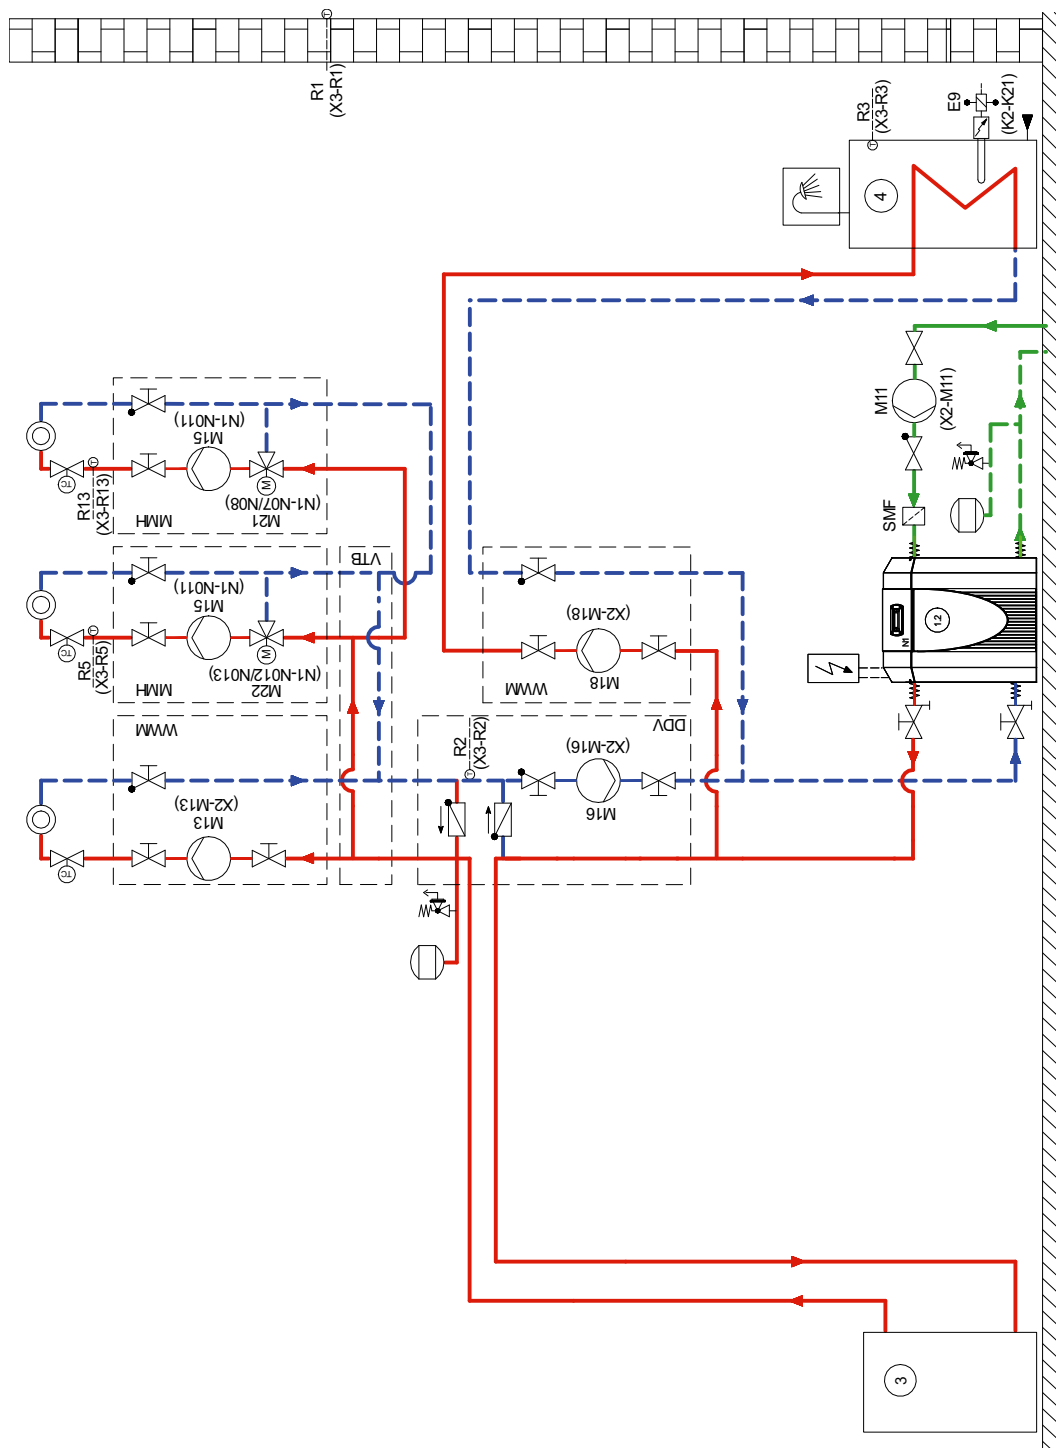 R1
(X3-R1)
R3
(X3-R3)
E9
(K2-K21)
4
TC
R13
(X3-R13)
T
MMH
M15
(N1-N011)
M
M21
(N1-N07/N08)
TC
R5
(X3-R5)
T
MMH
M15
(N1-N011)
M
M22
(N1-N012/N013)
VTB
TC
WWM
M13
(X2-M13)
WWM
M18
(X2-M18)
DDV
R2
(X3-R2)
T
M16
(X2-M16)
M11
(X2-M11)
SMF
N1
1.2
3
T
T